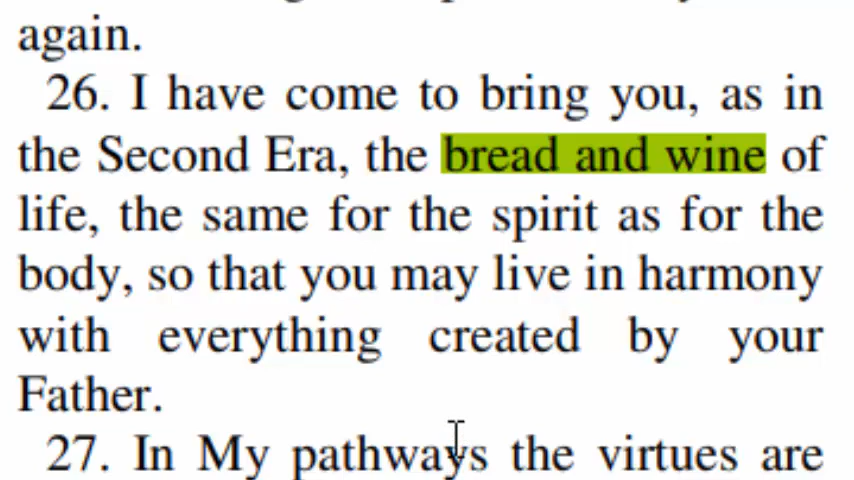 again.
26. I have come to bring you, as in
the Second Era, the bread and wine of
life, the same for the spirit as for the
body, so that you may live in harmony
with everything created by your
Father.
27. In My pathways the virtues are